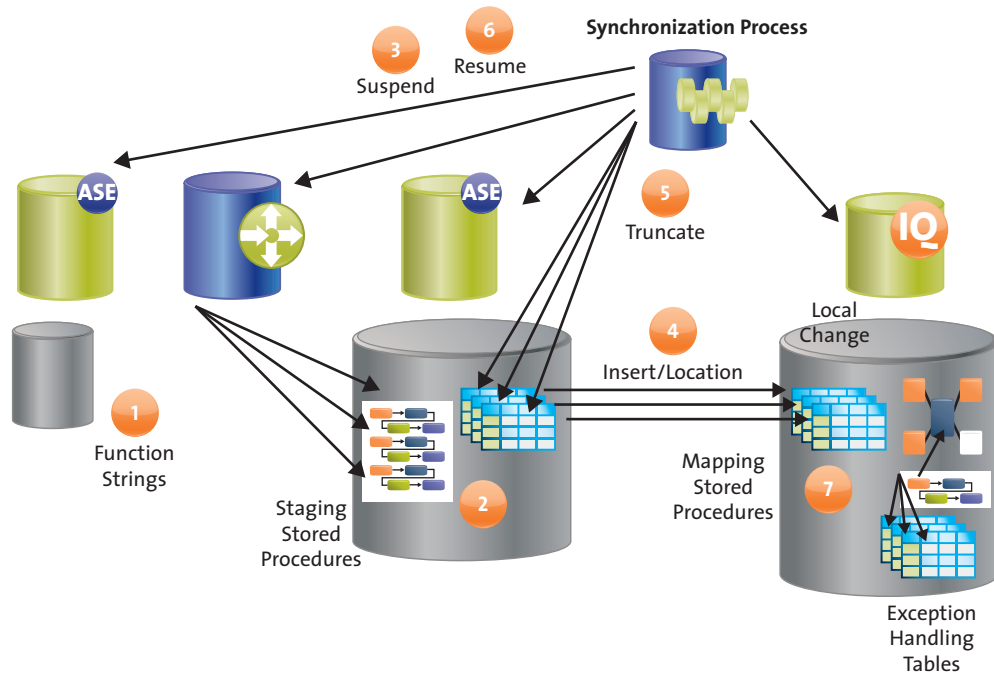 Synchronization Process
6
Resume
3
Suspend
ASE
ASE
5
Truncate
IQ
Local
Change
4
Insert/Location
1
Function
Strings
2
Staging
Stored
Procedures
Mapping
Stored
Procedures
7
Exception
Handling
Tables